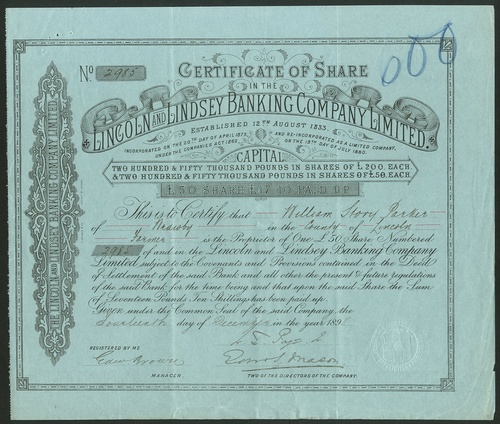 No 2985
000
CERTIFICATE OF SHARE
IN THE
LINCOLN AND LINDSEY BANKING COMPANY LIMITED.
ESTABLISHED 12TH AUGUST 1833.
INCORPORATED ON THE 20TH DAY OF APRIL 1873, AND RE-INCORPORATED AS A LIMITED COMPANY,
UNDER THE COMPANIES ACT 1862. ON THE 15TH DAY OF JULY 1880.
CAPITAL
TWO HUNDRED & FIFTY THOUSAND POUNDS IN SHARES OF £200. EACH
& TWO HUNDRED & FIFTY THOUSAND POUNDS IN SHARES OF £50. EACH.
£50 SHARE £17.10 PAID UP
This is to Certify that William Story Parker
of Wrawby in the County of Lincoln
Farmer is the Proprietor of One £50 Share Numbered
2985 of and in the Lincoln and Lindsey Banking Company
Limited subject to the Covenants and Provisions contained in the Deed
of Settlement of the said Bank and all other the present & future regulations
of the said Bank for the time being and that upon the said Share the Sum
of Seventeen Pounds Ten Shillings has been paid up.
Given under the Common Seal of the said Company, the
Fourteenth day of December in the year 189
REGISTERED BY ME
MANAGER.
TWO OF THE DIRECTORS OF THE COMPANY.
THE LINCOLN AND LINDSEY BANKING COMPANY LIMITED.